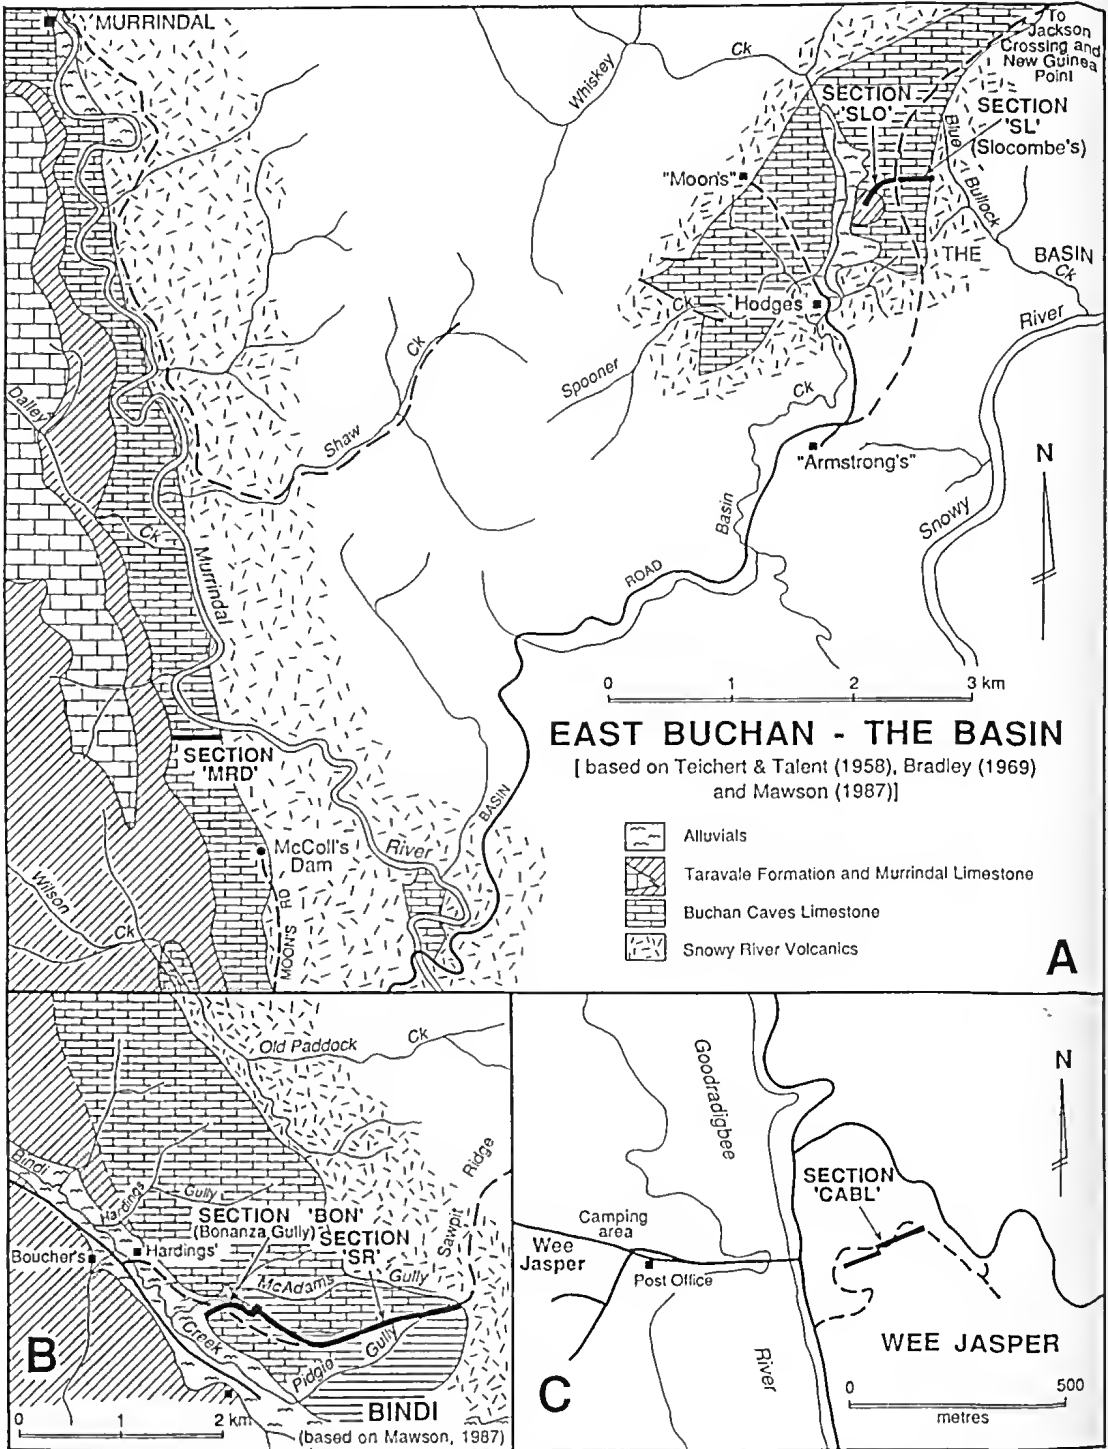 MURRINDAL
Whiskey
Ck
To
Jackson
Crossing and
New Guinea
Point
SECTION
'SLO'
SECTION
'SL'
(Slocombe's)
Blue
Bullock
"Moon's"
THE
BASIN
Ck
Ck
Hodges
River
Spooner
Dalley
Ck
Shaw
Ck
"Armstrong's"
N
Basin
Snowy
Ck
Murrindal
ROAD
0 1 2 3 km
EAST BUCHAN - THE BASIN
[ based on Teichert & Talent (1958), Bradley (1969)
and Mawson (1987)]
SECTION
'MRD'
BASIN
Alluvials
McColl's
Dam
River
Taravale Formation and Murrindal Limestone
Wilson
Ck
MOON'S RD
Buchan Caves Limestone
Snowy River Volcanics
A
Old Paddock
Ck
Goodradigbee
N
Bindi
Hardings
Gully
Ridge
Sawpit
SECTION 'BON'
(Bonanza Gully)
SECTION
'SR'
SECTION
'CABL'
Boucher's
Hardings'
McAdams
Gully
Camping
area
Wee
Jasper
Post Office
Creek
Pidgio
Gully
B
River
WEE JASPER
C
BINDI
(based on Mawson, 1987)
0 1 2 km
0 500
metres